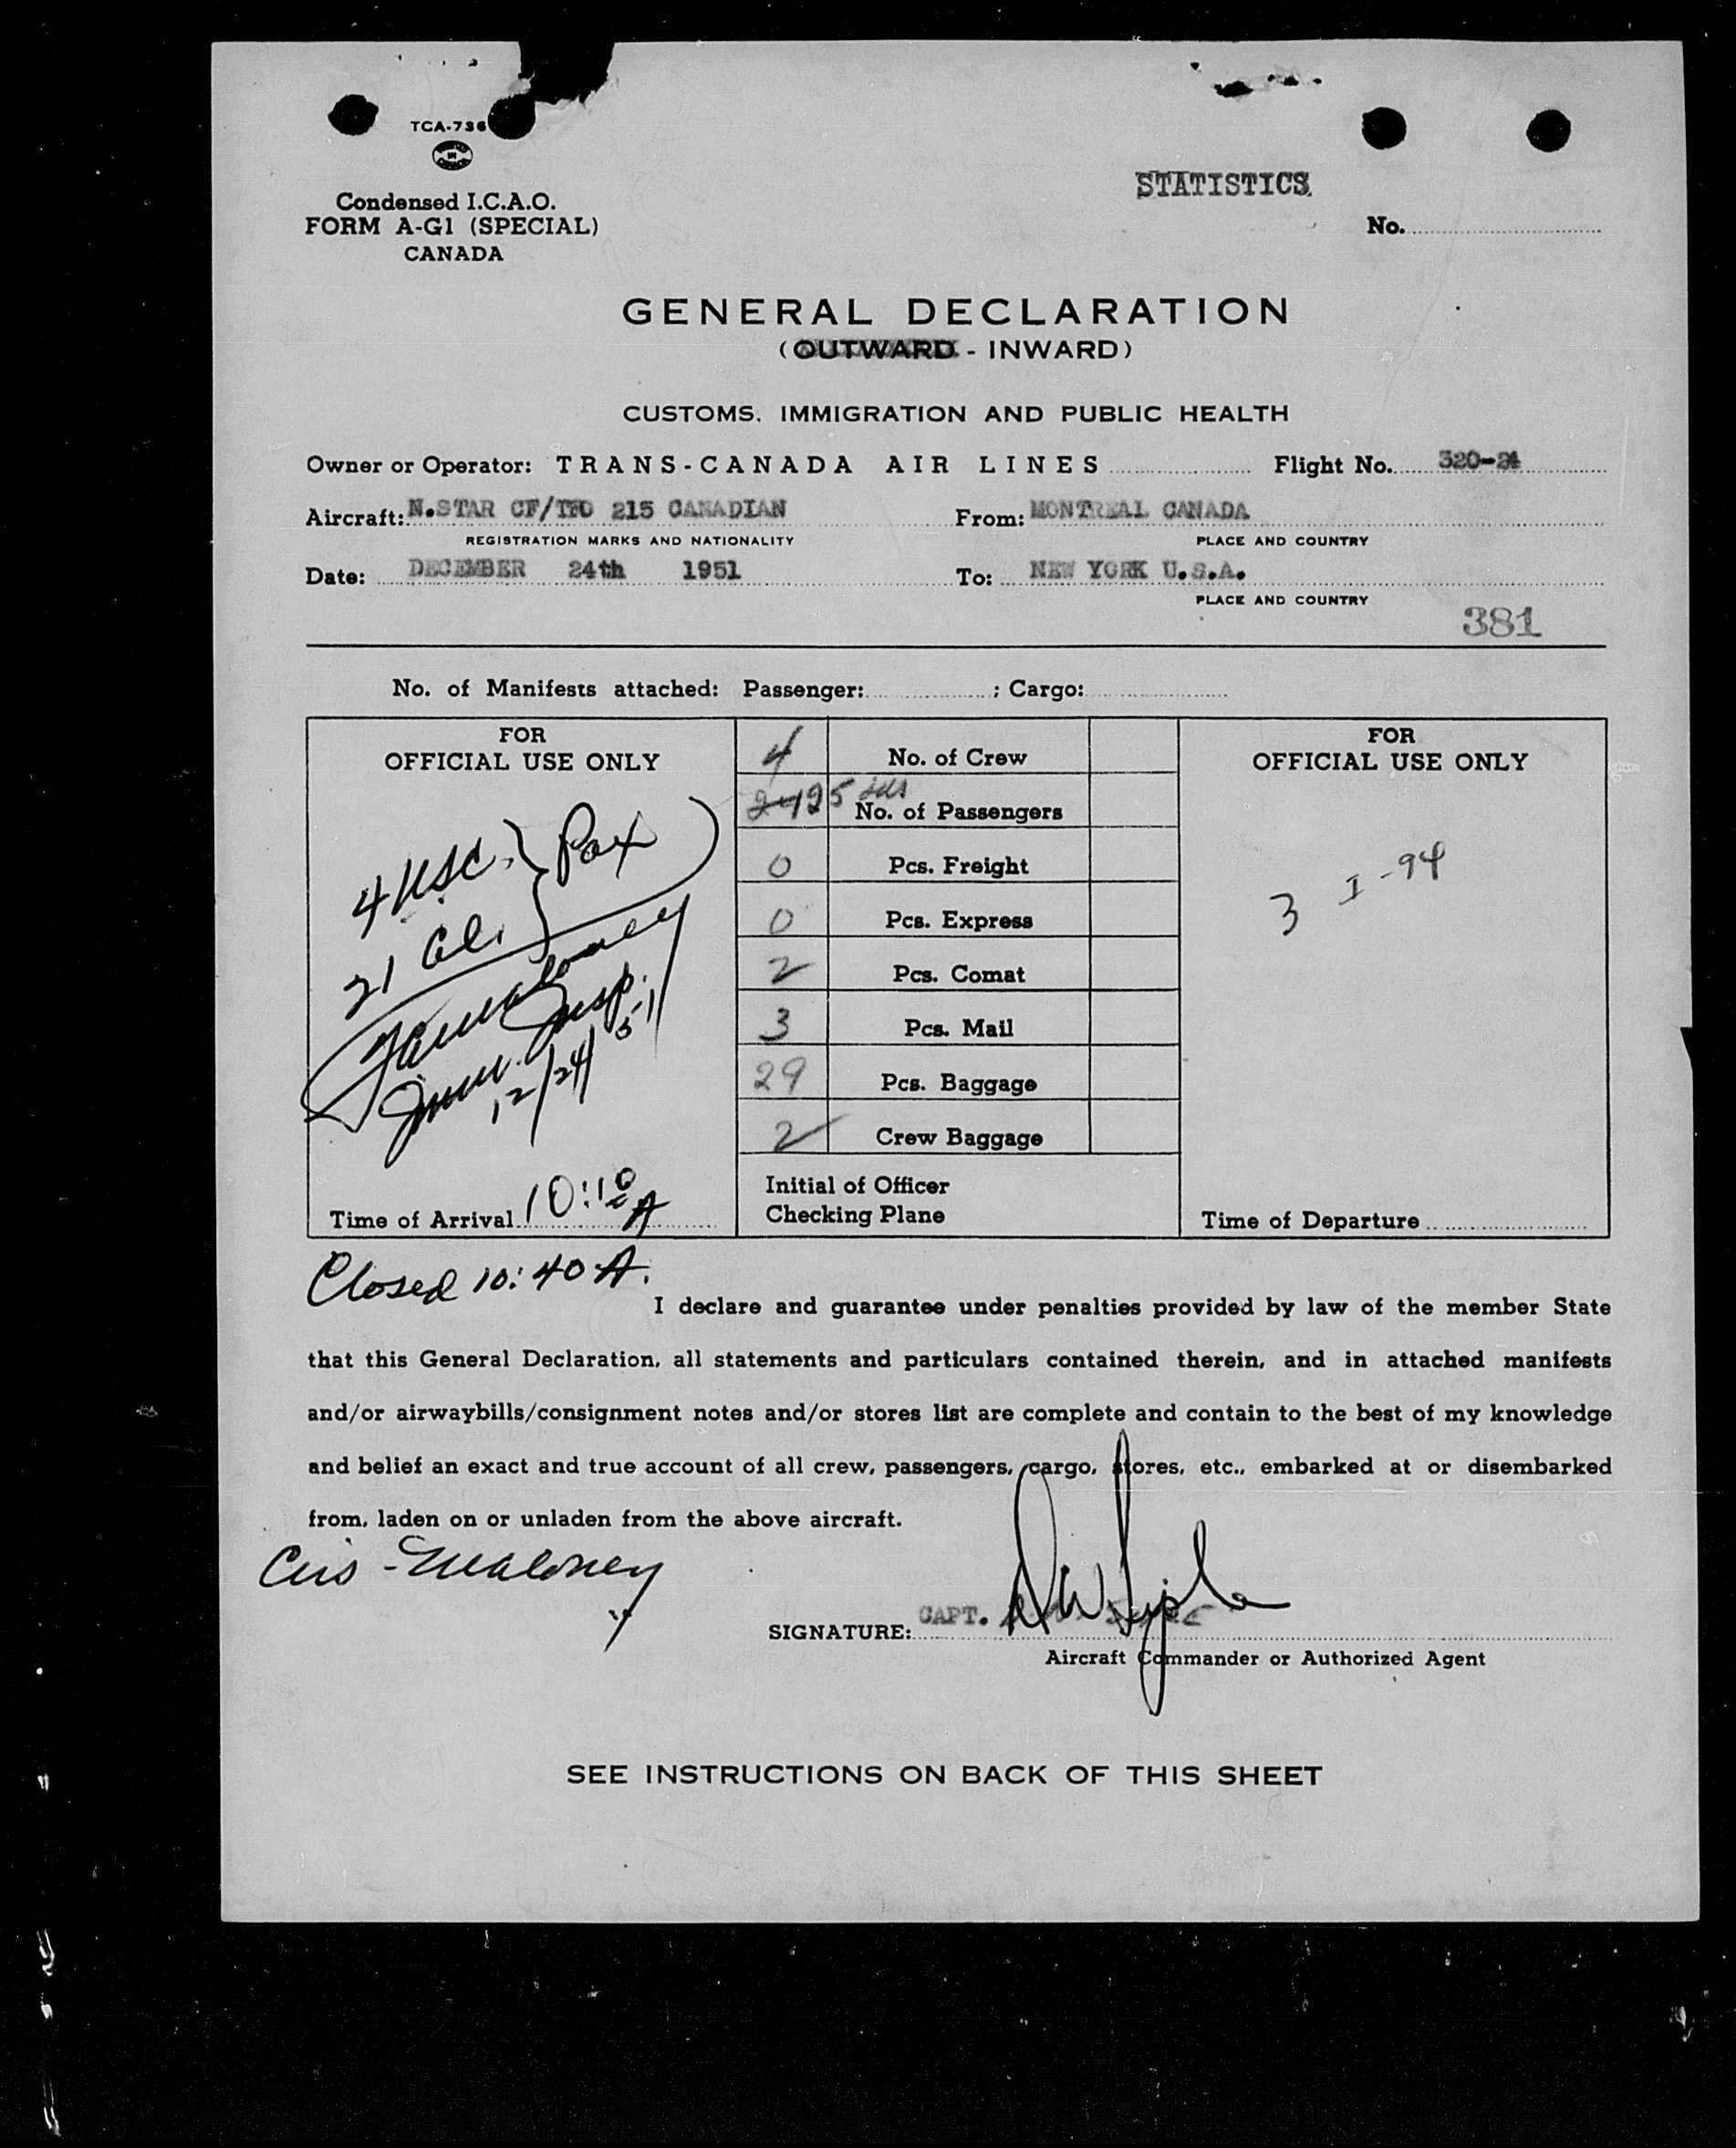 TCA-736
Condensed I.C.A.O.
FORM A-G1 (SPECIAL)
CANADA
STATISTICS
No.
GENERAL DECLARATION
(OUTWARD - INWARD)
CUSTOMS, IMMIGRATION AND PUBLIC HEALTH
Owner or Operator: TRANS-CANADA AIR LINES Flight No. 320-24
Aircraft: N.STAR CF/ 215 CANADIAN From: MONTREAL CANADA
REGISTRATION MARKS AND NATIONALITY PLACE AND COUNTRY
Date: DECEMBER 24th 1951 To: NEW YORK U.S.A.
PLACE AND COUNTRY
381
No. of Manifests attached: Passenger: ; Cargo:
FOR
OFFICIAL USE ONLY
4 USC. } Pax
21 Cl.
Imm. Insp.
12/24/51
Time of Arrival 10:10 A
4 No. of Crew
24 25 No. of Passengers
0 Pcs. Freight
0 Pcs. Express
2 Pcs. Comat
3 Pcs. Mail
29 Pcs. Baggage
2 Crew Baggage
Initial of Officer
Checking Plane
FOR
OFFICIAL USE ONLY
3 I-94
Time of Departure
Closed 10:40 A.
I declare and guarantee under penalties provided by law of the member State
that this General Declaration, all statements and particulars contained therein, and in attached manifests
and/or airwaybills/consignment notes and/or stores list are complete and contain to the best of my knowledge
and belief an exact and true account of all crew, passengers, cargo, stores, etc., embarked at or disembarked
from, laden on or unladen from the above aircraft.
Maloney
SIGNATURE: CAPT.
Aircraft Commander or Authorized Agent
SEE INSTRUCTIONS ON BACK OF THIS SHEET